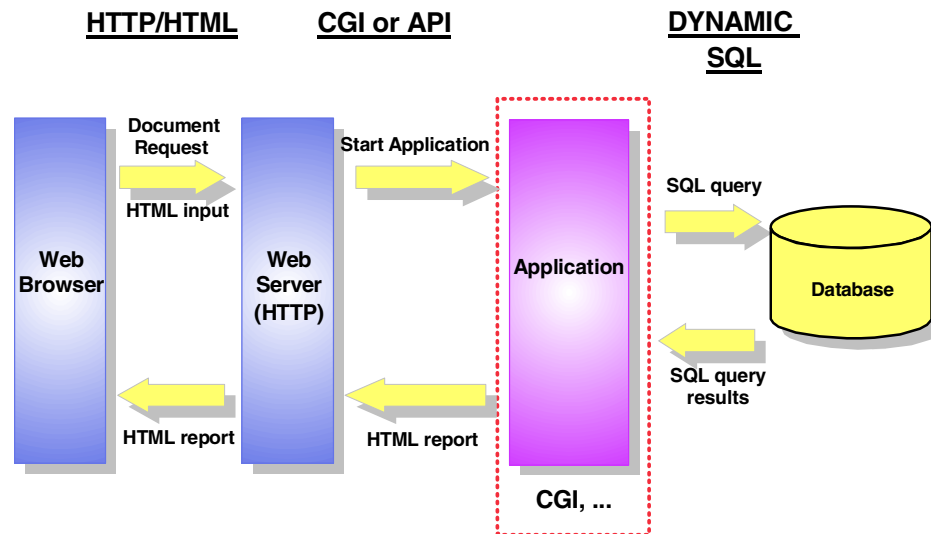 HTTP/HTML
CGI or API
DYNAMIC
SQL
Document
Request
HTML input
Start Application
SQL query
Web
Browser
Web
Server
(HTTP)
Application
Database
SQL query
results
HTML report
HTML report
CGI, ...